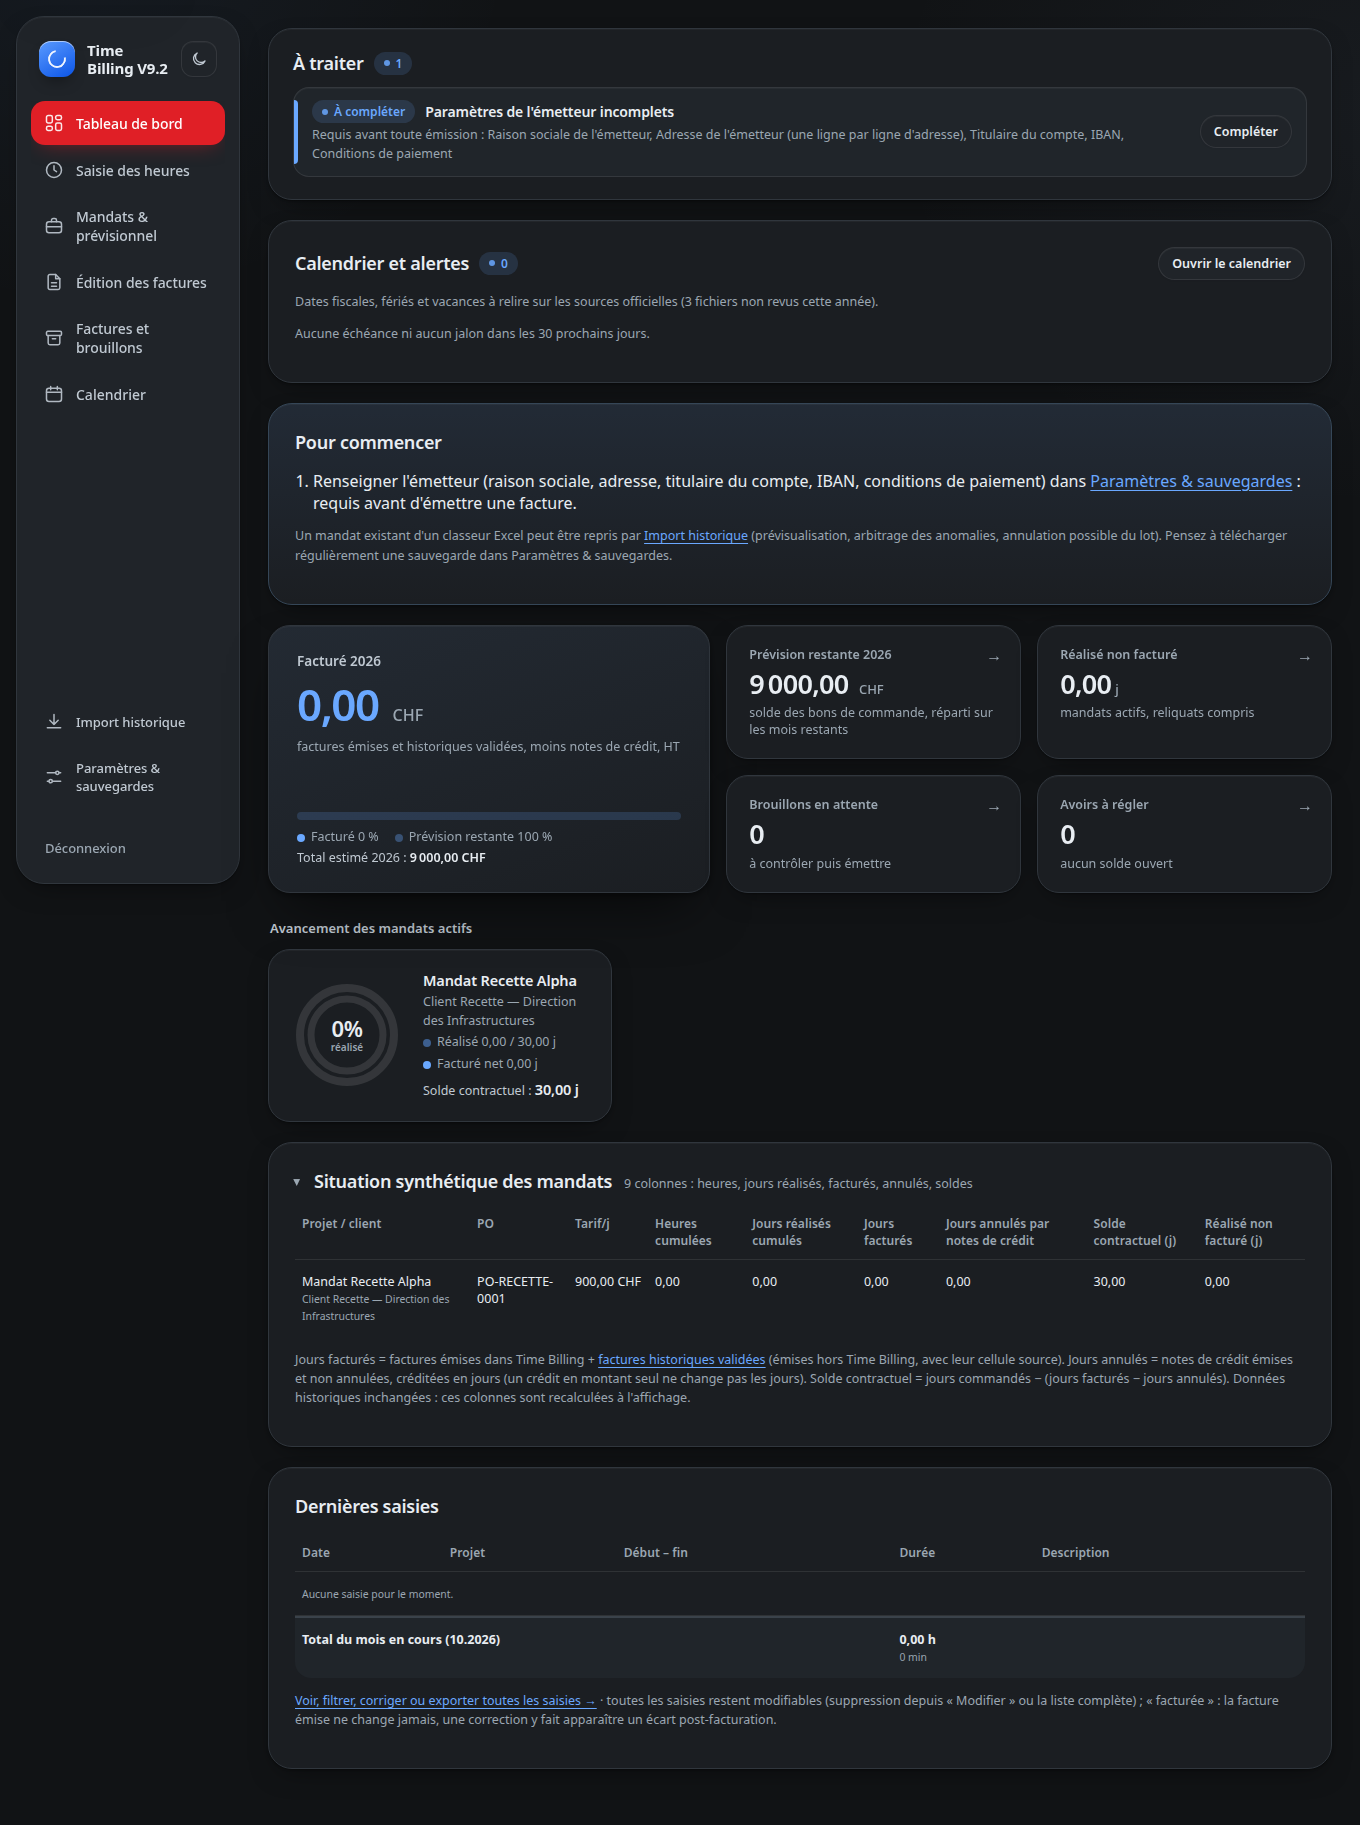 Time
Billing V9.2
Tableau de bord
Saisie des heures
Mandats &
prévisionnel
Édition des factures
Factures et
brouillons
Calendrier
Import historique
Paramètres &
sauvegardes
Déconnexion
À traiter
1
À compléter
Paramètres de l'émetteur incomplets
Requis avant toute émission : Raison sociale de l'émetteur, Adresse de l'émetteur (une ligne par ligne d'adresse), Titulaire du compte, IBAN,
Conditions de paiement
Compléter
Calendrier et alertes
0
Ouvrir le calendrier
Dates fiscales, fériés et vacances à relire sur les sources officielles (3 fichiers non revus cette année).
Aucune échéance ni aucun jalon dans les 30 prochains jours.
Pour commencer
1. Renseigner l'émetteur (raison sociale, adresse, titulaire du compte, IBAN, conditions de paiement) dans Paramètres & sauvegardes :
requis avant d'émettre une facture.
Un mandat existant d'un classeur Excel peut être repris par Import historique (prévisualisation, arbitrage des anomalies, annulation possible du lot). Pensez à télécharger
régulièrement une sauvegarde dans Paramètres & sauvegardes.
Facturé 2026
0,00 CHF
factures émises et historiques validées, moins notes de crédit, HT
Facturé 0 %
Prévision restante 100 %
Total estimé 2026 : 9 000,00 CHF
Prévision restante 2026
→
9 000,00 CHF
solde des bons de commande, réparti sur
les mois restants
Réalisé non facturé
→
0,00 j
mandats actifs, reliquats compris
Brouillons en attente
→
0
à contrôler puis émettre
Avoirs à régler
→
0
aucun solde ouvert
Avancement des mandats actifs
0%
réalisé
Mandat Recette Alpha
Client Recette — Direction
des Infrastructures
Réalisé 0,00 / 30,00 j
Facturé net 0,00 j
Solde contractuel : 30,00 j
▼ Situation synthétique des mandats
9 colonnes : heures, jours réalisés, facturés, annulés, soldes
Projet / client
PO
Tarif/j
Heures
cumulées
Jours réalisés
cumulés
Jours
facturés
Jours annulés par
notes de crédit
Solde
contractuel (j)
Réalisé non
facturé (j)
Mandat Recette Alpha
Client Recette — Direction des
Infrastructures
PO-RECETTE-
0001
900,00 CHF
0,00
0,00
0,00
0,00
30,00
0,00
Jours facturés = factures émises dans Time Billing + factures historiques validées (émises hors Time Billing, avec leur cellule source). Jours annulés = notes de crédit émises
et non annulées, créditées en jours (un crédit en montant seul ne change pas les jours). Solde contractuel = jours commandés − (jours facturés − jours annulés). Données
historiques inchangées : ces colonnes sont recalculées à l'affichage.
Dernières saisies
Date
Projet
Début – fin
Durée
Description
Aucune saisie pour le moment.
Total du mois en cours (10.2026)
0,00 h
0 min
Voir, filtrer, corriger ou exporter toutes les saisies → · toutes les saisies restent modifiables (suppression depuis « Modifier » ou la liste complète) ; « facturée » : la facture
émise ne change jamais, une correction y fait apparaître un écart post-facturation.